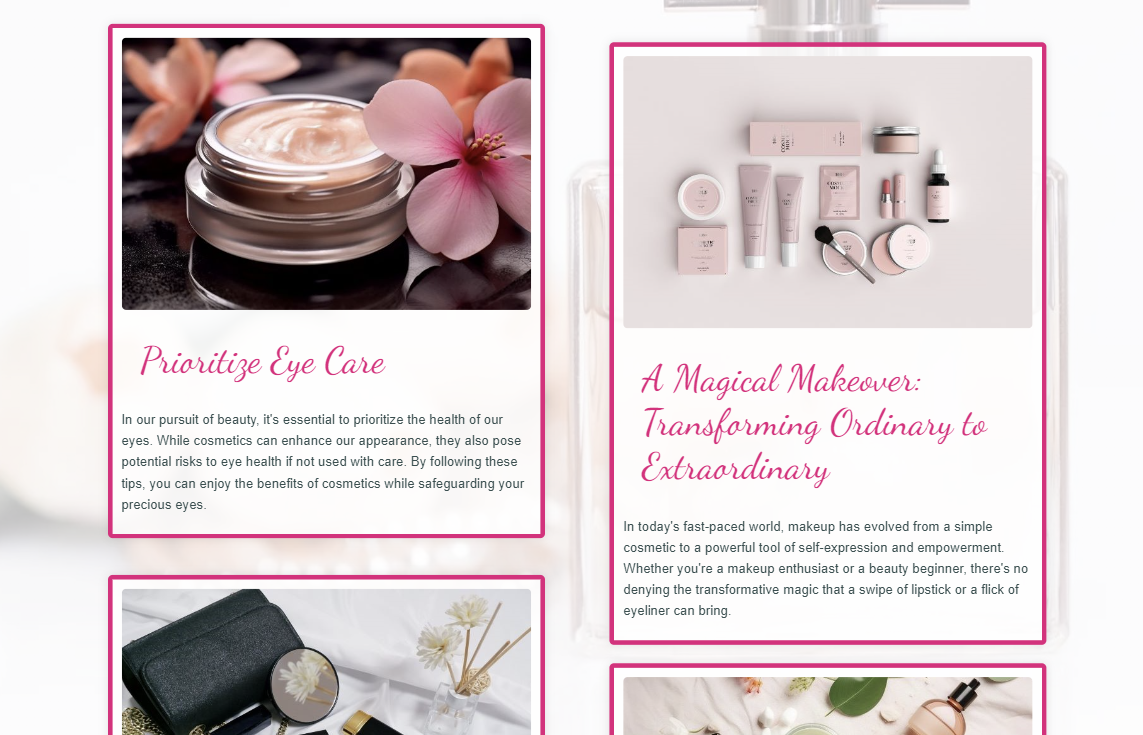 Prioritize Eye Care
In our pursuit of beauty, it's essential to prioritize the health of our
eyes. While cosmetics can enhance our appearance, they also pose
potential risks to eye health if not used with care. By following these
tips, you can enjoy the benefits of cosmetics while safeguarding your
precious eyes.
A Magical Makeover:
Transforming Ordinary to
Extraordinary
In today's fast-paced world, makeup has evolved from a simple
cosmetic to a powerful tool of self-expression and empowerment.
Whether you're a makeup enthusiast or a beauty beginner, there's no
denying the transformative magic that a swipe of lipstick or a flick of
eyeliner can bring.